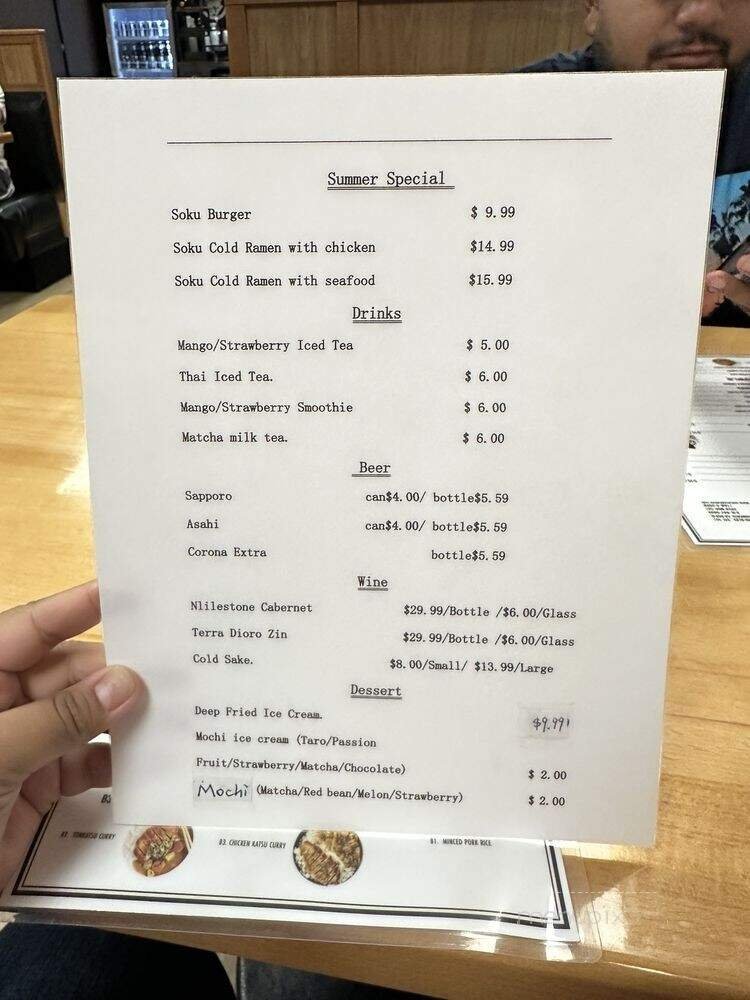 Summer Special
Soku Burger $ 9.99
Soku Cold Ramen with chicken $14.99
Soku Cold Ramen with seafood $15.99
Drinks
Mango/Strawberry Iced Tea $ 5.00
Thai Iced Tea. $ 6.00
Mango/Strawberry Smoothie $ 6.00
Matcha milk tea. $ 6.00
Beer
Sapporo can$4.00/ bottle$5.59
Asahi can$4.00/ bottle$5.59
Corona Extra bottle$5.59
Wine
Nlilestone Cabernet $29.99/Bottle /$6.00/Glass
Terra Dioro Zin $29.99/Bottle /$6.00/Glass
Cold Sake. $8.00/Small/ $13.99/Large
Dessert
Deep Fried Ice Cream. $9.99
Mochi ice cream (Taro/Passion
Fruit/Strawberry/Matcha/Chocolate) $ 2.00
Mochi (Matcha/Red bean/Melon/Strawberry) $ 2.00
TONKATSU CURRY
B3. CHICKEN KATSU CURRY
B1. MINCED PORK RICE